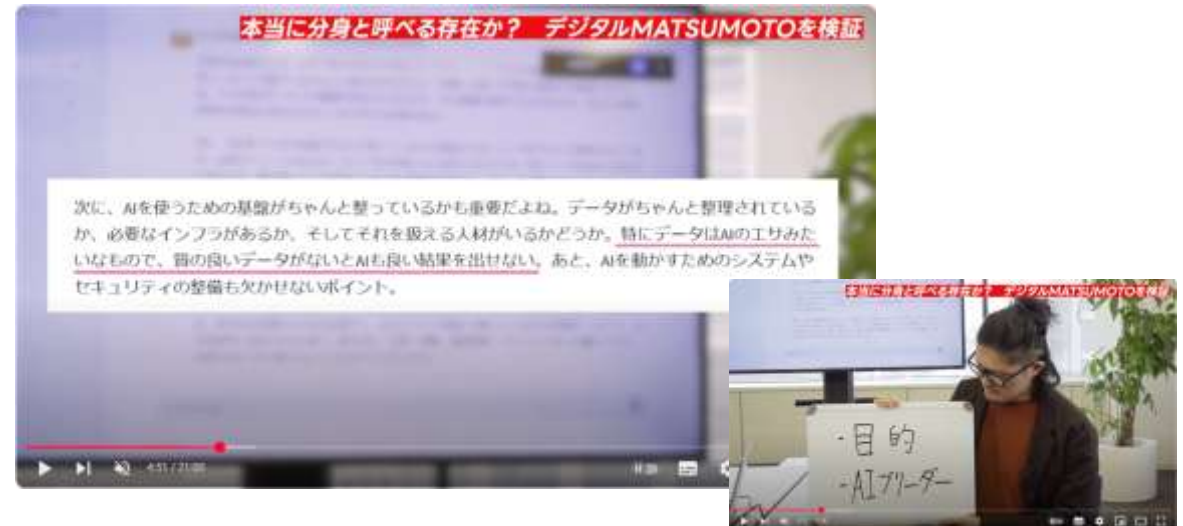 本当に分身と呼べる存在か？　デジタルMATSUMOTOを検証
次に、AIを使うための基盤がちゃんと整っているかも重要だよね。データがちゃんと整理されている
か、必要なインフラがあるか、そしてそれを扱える人材がいるかどうか。特にデータはAIのエサみた
いなもので、質の良いデータがないとAIも良い結果を出せない。あと、AIを動かすためのシステムや
セキュリティの整備も欠かせないポイント。
4:51 / 21:00
本当に分身と呼べる存在か？　デジタルMATSUMOTOを検証
・目的
・AIブリーダー